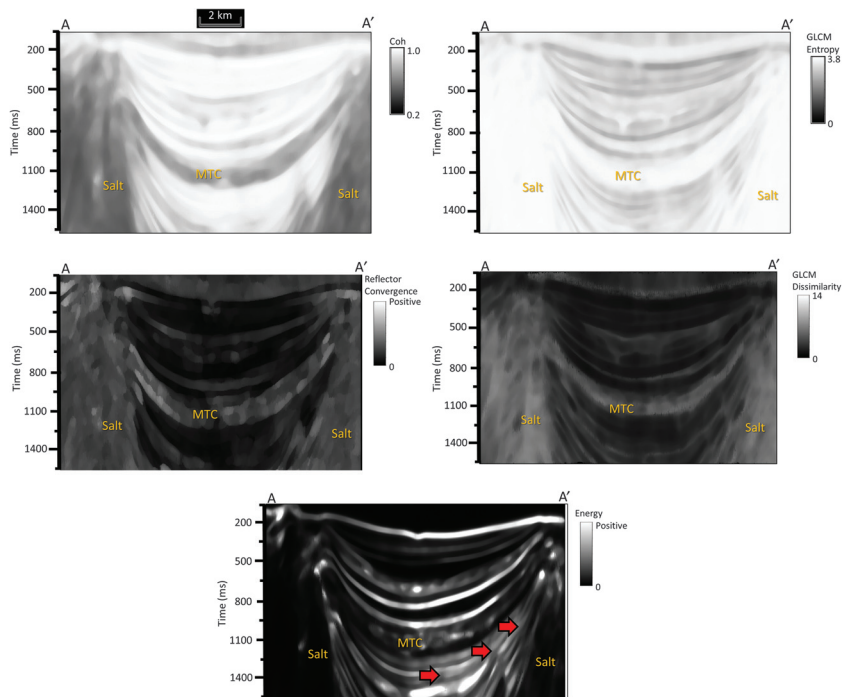 2 km
A A′
200
500
800
1100
1400
Time (ms)
Salt
MTC
Salt
Coh
1.0
0.2
A A′
200
500
800
1100
1400
Time (ms)
Salt
MTC
Salt
GLCM
Entropy
3.8
0
A A′
200
500
800
1100
1400
Time (ms)
Salt
MTC
Salt
Reflector
Convergence
Positive
0
A A′
200
500
800
1100
1400
Time (ms)
Salt
MTC
Salt
GLCM
Dissimilarity
14
0
A A′
200
500
800
1100
1400
Time (ms)
Salt
MTC
Salt
Energy
Positive
0